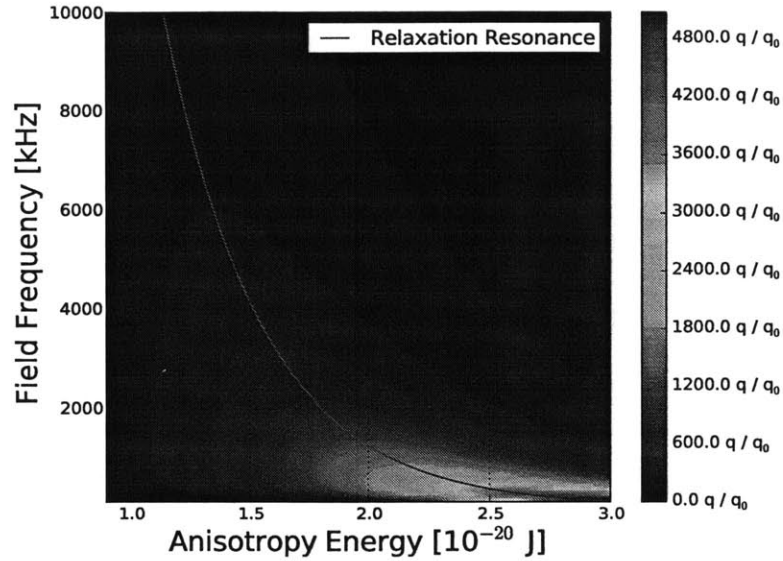 10000
8000
6000
4000
2000
Field Frequency [kHz]
Relaxation Resonance
1.0 1.5 2.0 2.5 3.0
Anisotropy Energy [10⁻²⁰ J]
4800.0 q / q₀
4200.0 q / q₀
3600.0 q / q₀
3000.0 q / q₀
2400.0 q / q₀
1800.0 q / q₀
1200.0 q / q₀
600.0 q / q₀
0.0 q / q₀